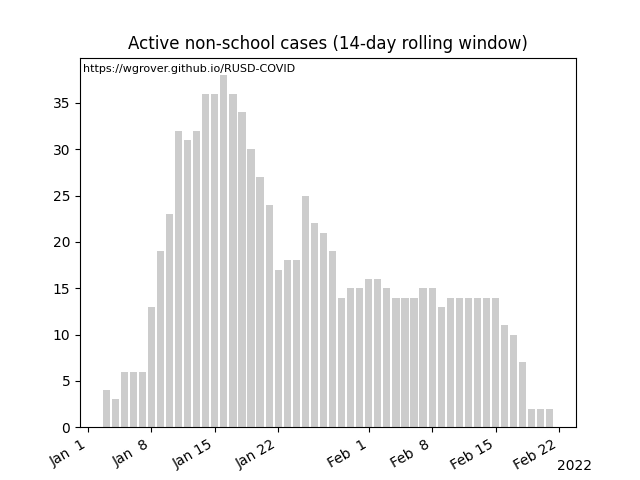 Active non-school cases (14-day rolling window)
https://wgrover.github.io/RUSD-COVID
35
30
25
20
15
10
5
0
Jan 1
Jan 8
Jan 15
Jan 22
Feb 1
Feb 8
Feb 15
Feb 22
2022